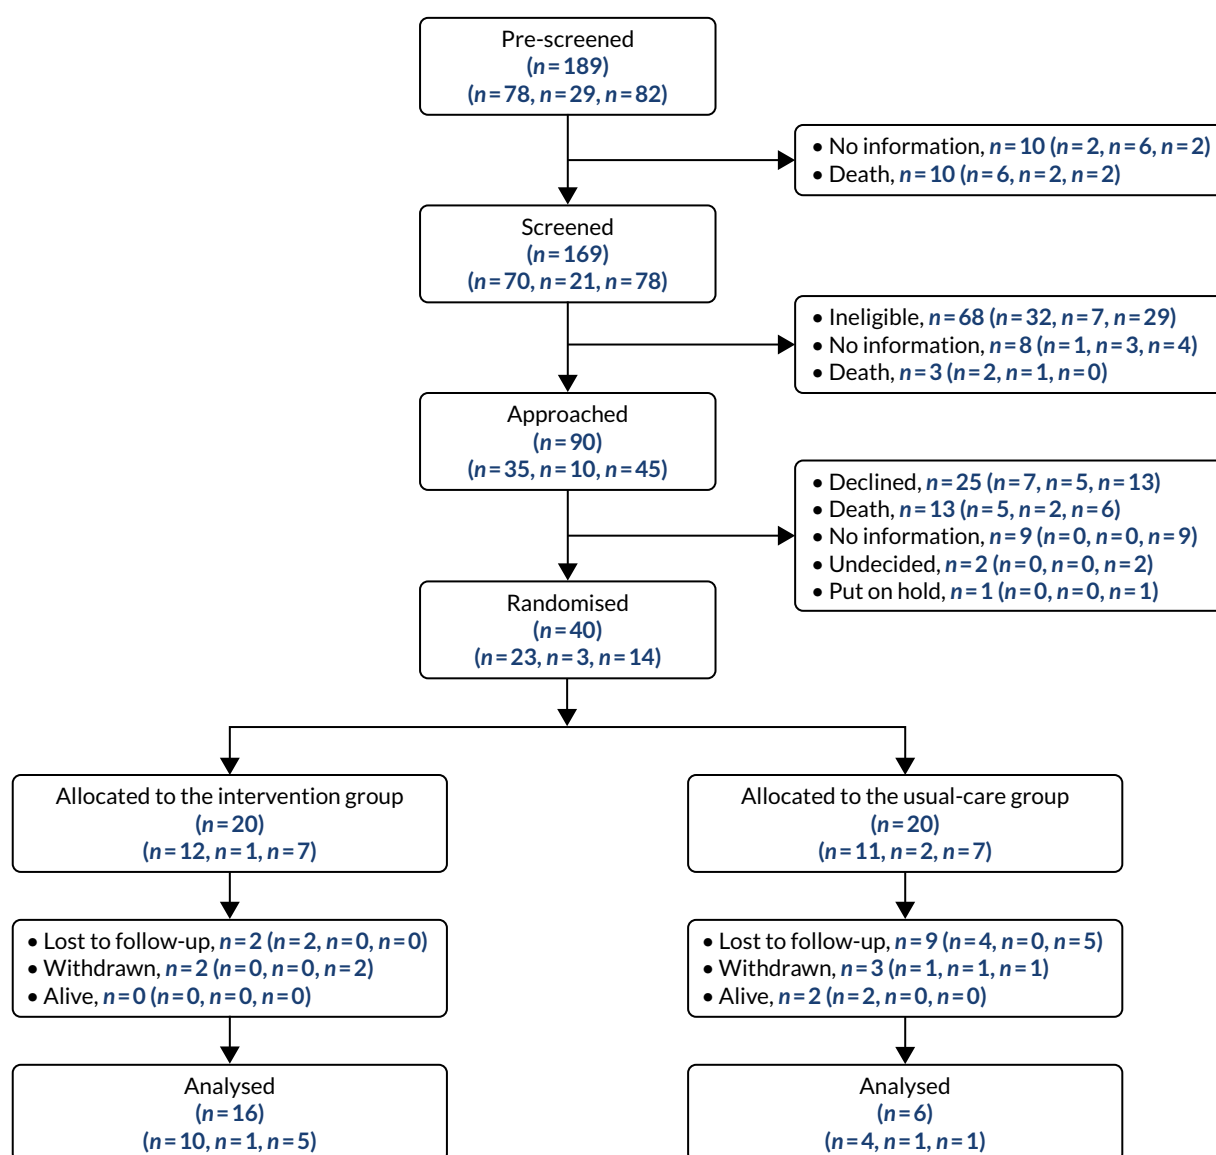 Pre-screened
(n=189)
(n=78, n=29, n=82)
• No information, n=10 (n=2, n=6, n=2)
• Death, n=10 (n=6, n=2, n=2)
Screened
(n=169)
(n=70, n=21, n=78)
• Ineligible, n=68 (n=32, n=7, n=29)
• No information, n=8 (n=1, n=3, n=4)
• Death, n=3 (n=2, n=1, n=0)
Approached
(n=90)
(n=35, n=10, n=45)
• Declined, n=25 (n=7, n=5, n=13)
• Death, n=13 (n=5, n=2, n=6)
• No information, n=9 (n=0, n=0, n=9)
• Undecided, n=2 (n=0, n=0, n=2)
• Put on hold, n=1 (n=0, n=0, n=1)
Randomised
(n=40)
(n=23, n=3, n=14)
Allocated to the intervention group
(n=20)
(n=12, n=1, n=7)
Allocated to the usual-care group
(n=20)
(n=11, n=2, n=7)
• Lost to follow-up, n=2 (n=2, n=0, n=0)
• Withdrawn, n=2 (n=0, n=0, n=2)
• Alive, n=0 (n=0, n=0, n=0)
• Lost to follow-up, n=9 (n=4, n=0, n=5)
• Withdrawn, n=3 (n=1, n=1, n=1)
• Alive, n=2 (n=2, n=0, n=0)
Analysed
(n=16)
(n=10, n=1, n=5)
Analysed
(n=6)
(n=4, n=1, n=1)